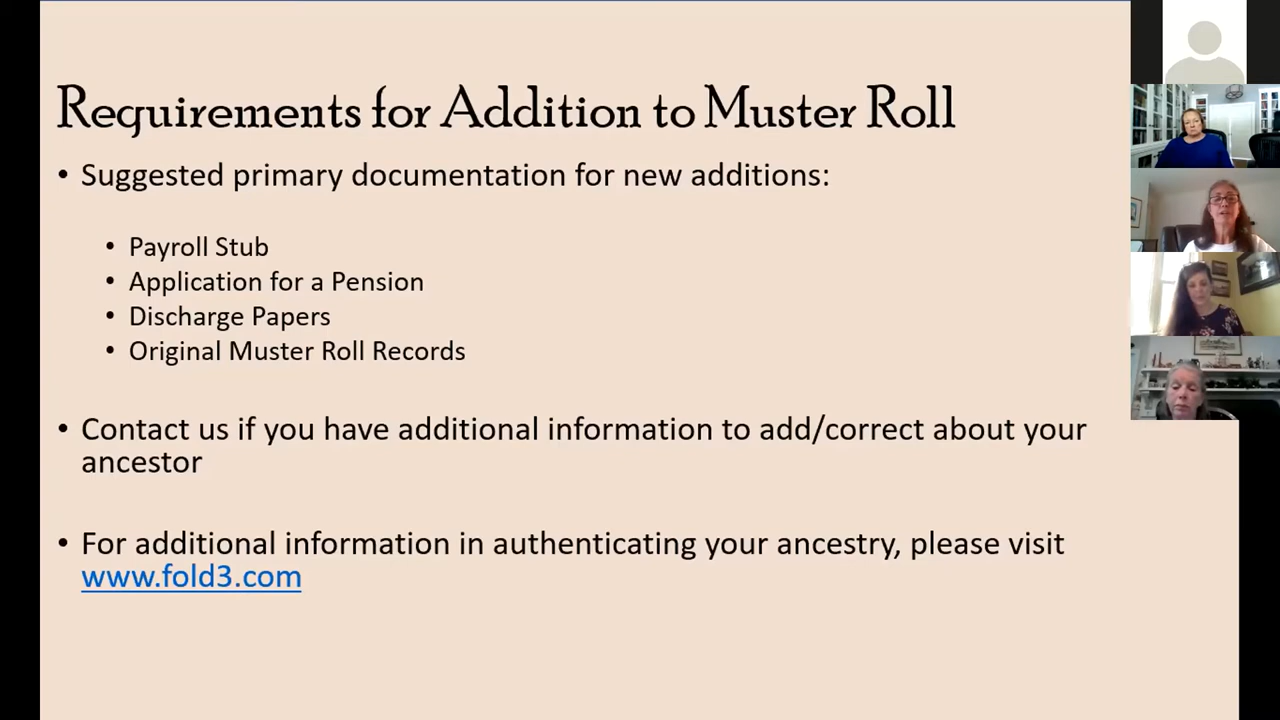 Requirements for Addition to Muster Roll
• Suggested primary documentation for new additions:
• Payroll Stub
• Application for a Pension
• Discharge Papers
• Original Muster Roll Records
• Contact us if you have additional information to add/correct about your
ancestor
• For additional information in authenticating your ancestry, please visit
www.fold3.com